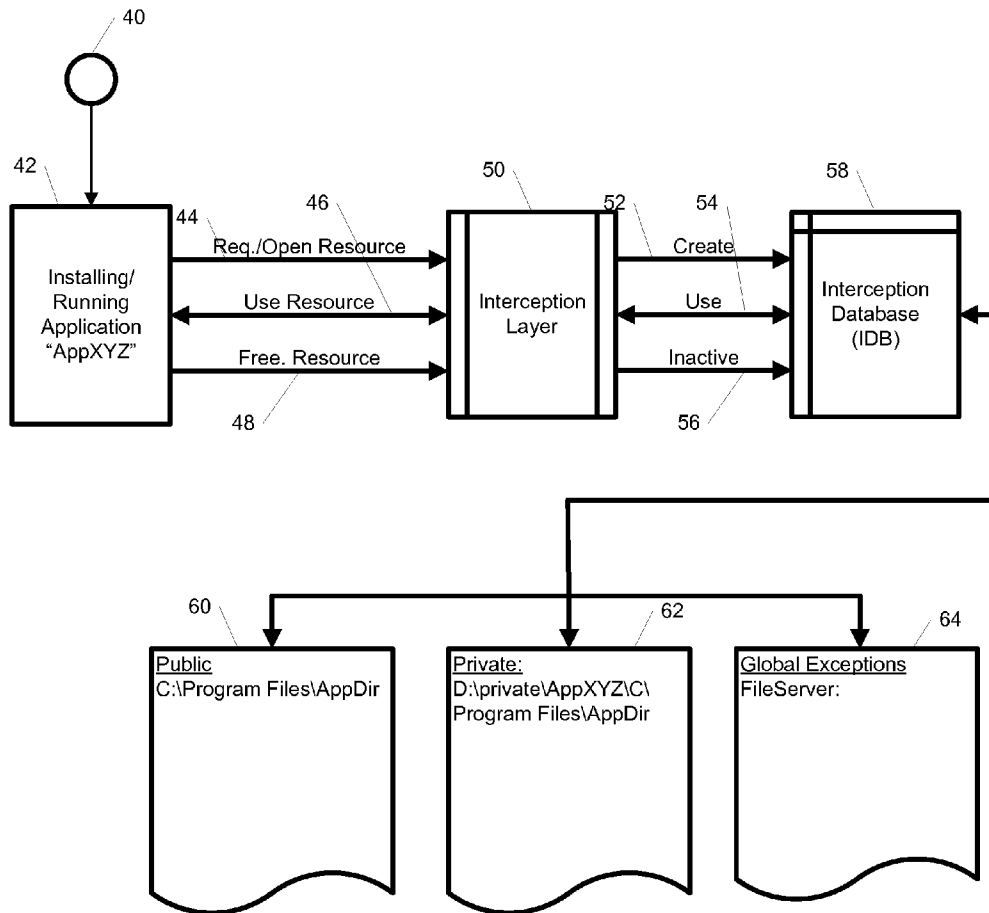 40
42
44
46
50
52
54
58
Req./Open Resource
Create
Installing/
Running
Application
“AppXYZ”
Use Resource
Interception
Layer
Use
Interception
Database
(IDB)
Free. Resource
Inactive
48
56
60
62
64
Public
C:\Program Files\AppDir
Private:
D:\private\AppXYZ\C\
Program Files\AppDir
Global Exceptions
FileServer: